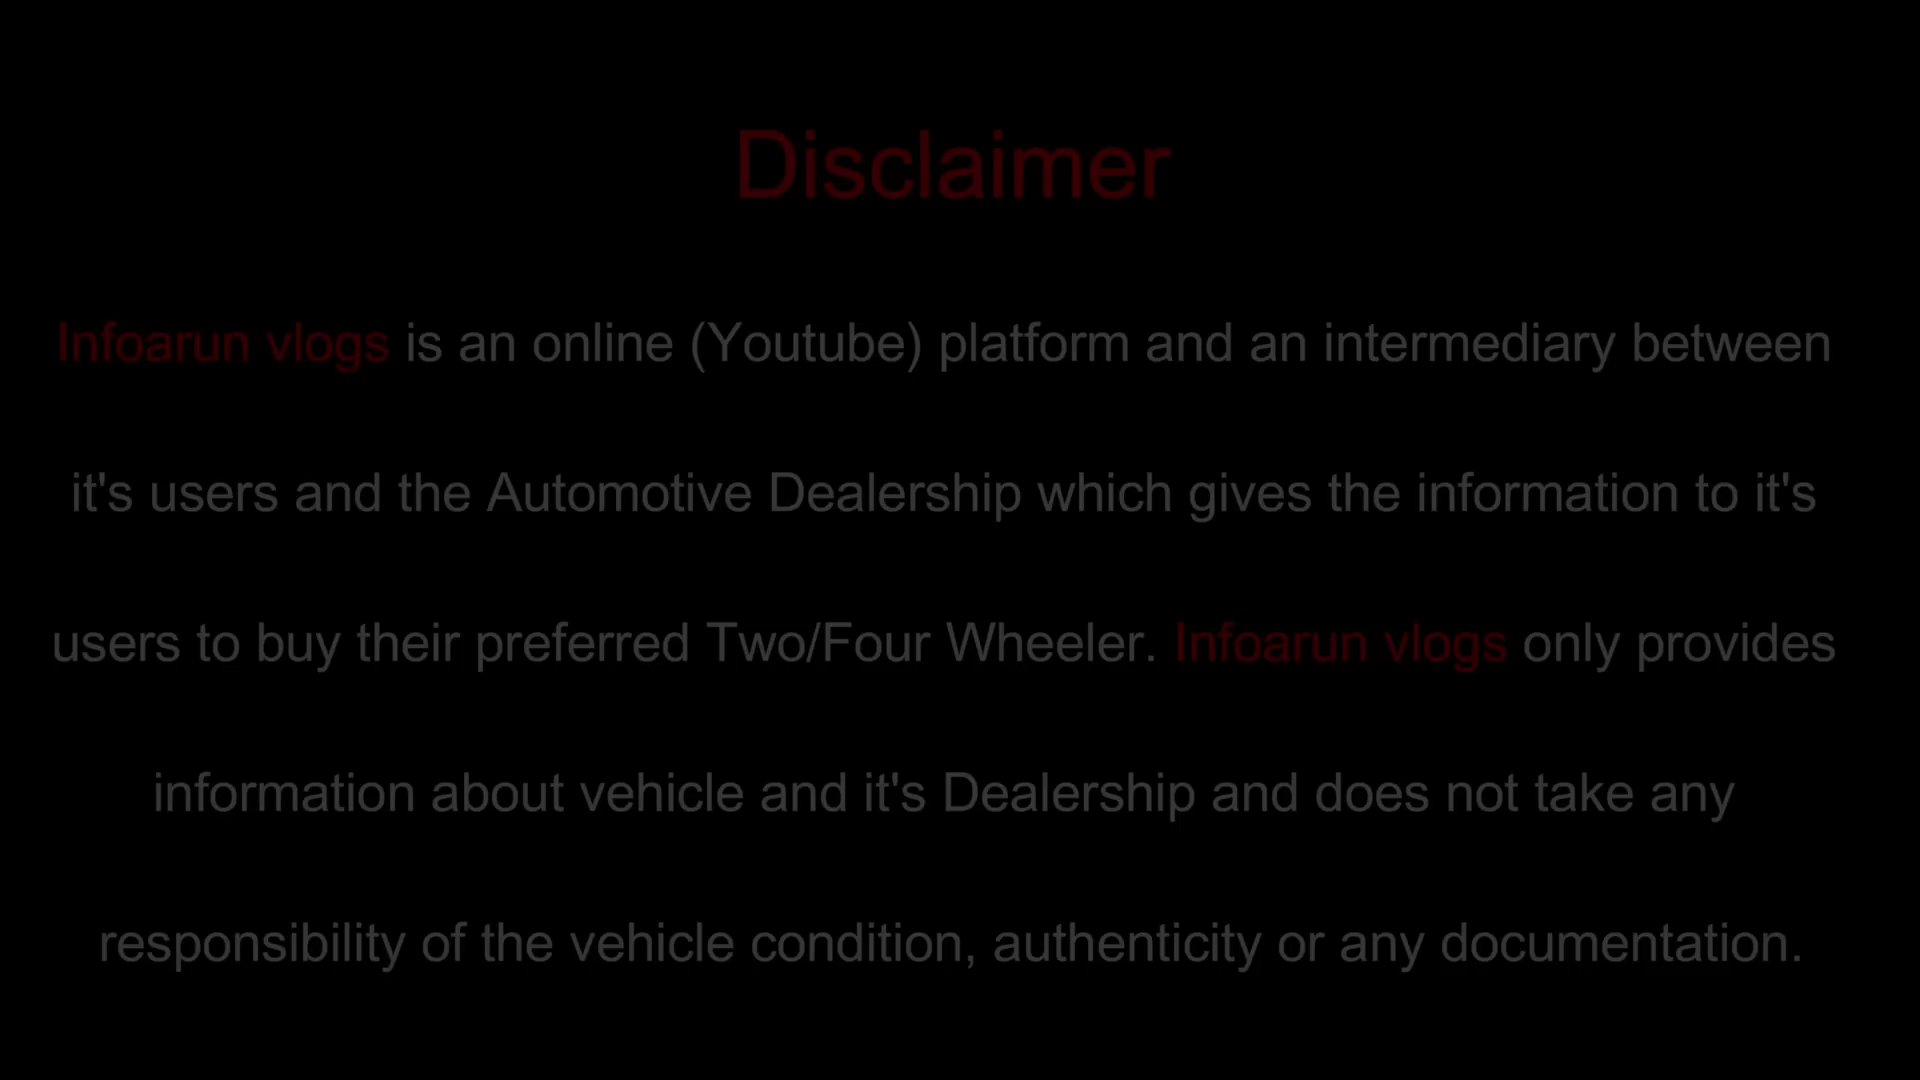 Disclaimer
Infoarun vlogs is an online (Youtube) platform and an intermediary between
it's users and the Automotive Dealership which gives the information to it's
users to buy their preferred Two/Four Wheeler. Infoarun vlogs only provides
information about vehicle and it's Dealership and does not take any
responsibility of the vehicle condition, authenticity or any documentation.